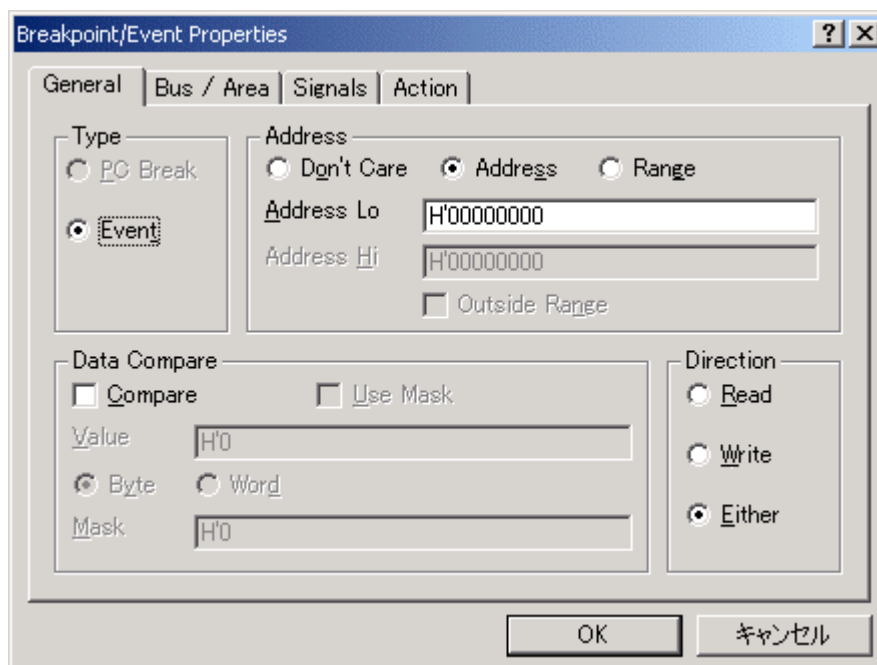 Breakpoint/Event Properties
General Bus / Area Signals Action
Type
PC Break
Event
Address
Don't Care Address Range
Address Lo H'00000000
Address Hi H'00000000
Outside Range
Data Compare
Compare Use Mask
Value H'0
Byte Word
Mask H'0
Direction
Read
Write
Either
OK キャンセル